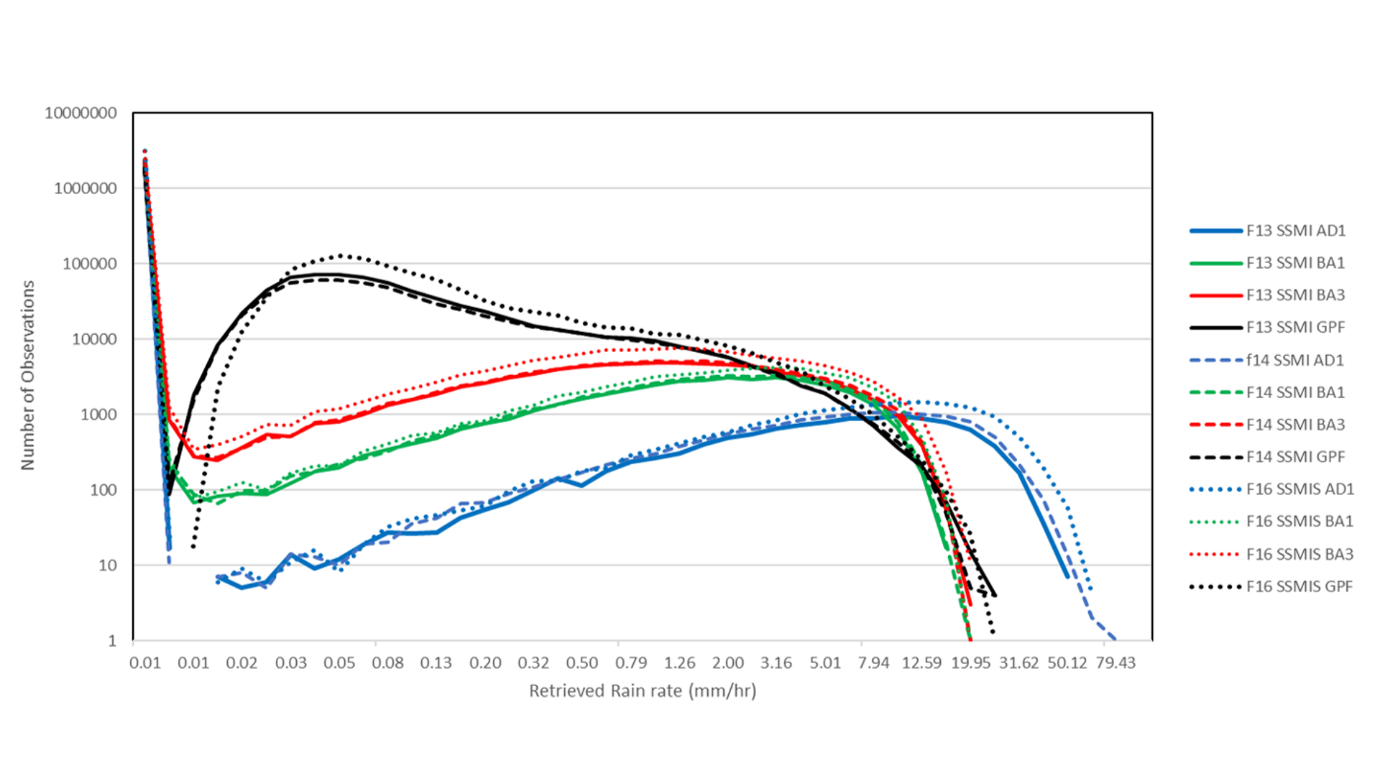 10000000
1000000
100000
10000
1000
100
10
1
Number of Observations
0.01 0.01 0.02 0.03 0.05 0.08 0.13 0.20 0.32 0.50 0.79 1.26 2.00 3.16 5.01 7.94 12.59 19.95 31.62 50.12 79.43
Retrieved Rain rate (mm/hr)
F13 SSMI AD1
F13 SSMI BA1
F13 SSMI BA3
F13 SSMI GPF
f14 SSMI AD1
F14 SSMI BA1
F14 SSMI BA3
F14 SSMI GPF
F16 SSMIS AD1
F16 SSMIS BA1
F16 SSMIS BA3
F16 SSMIS GPF